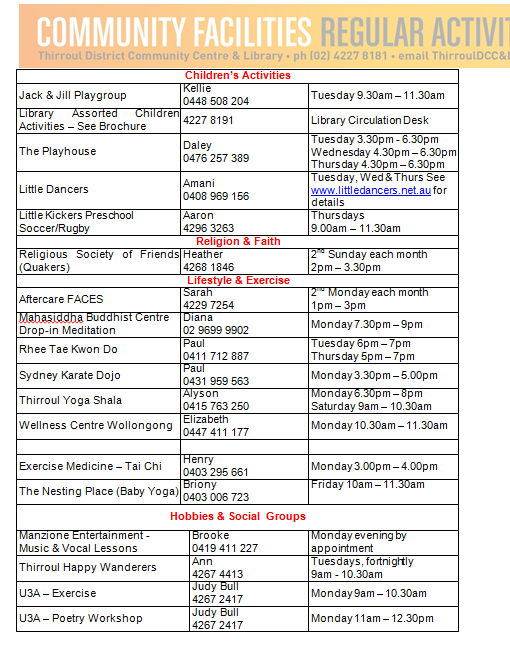 COMMUNITY FACILITIES REGULAR ACTIVIT
Thirroul District Community Centre & Library • ph (02) 4227 8181 • email ThirroulDCC&L
Children's Activities
Jack & Jill Playgroup
Kellie
0448 508 204
Tuesday 9.30am – 11.30am
Library Assorted Children
Activities – See Brochure
4227 8191
Library Circulation Desk
The Playhouse
Daley
0476 257 389
Tuesday 3.30pm - 6.30pm
Wednesday 4.30pm – 6.30pm
Thursday 4.30pm – 6.30pm
Little Dancers
Amani
0408 969 156
Tuesday, Wed & Thurs See
www.littledancers.net.au for
details
Little Kickers Preschool
Soccer/Rugby
Aaron
4296 3263
Thursdays
9.00am – 11.30am
Religion & Faith
Religious Society of Friends
(Quakers)
Heather
4268 1846
2nd Sunday each month
2pm – 3.30pm
Lifestyle & Exercise
Aftercare FACES
Sarah
4229 7254
2nd Monday each month
1pm – 3pm
Mahasiddha Buddhist Centre
Drop-in Meditation
Diana
02 9699 9902
Monday 7.30pm – 9pm
Rhee Tae Kwon Do
Paul
0411 712 887
Tuesday 6pm – 7pm
Thursday 5pm – 7pm
Sydney Karate Dojo
Paul
0431 959 563
Monday 3.30pm – 5.00pm
Thirroul Yoga Shala
Alyson
0415 763 250
Monday 6.30pm – 8pm
Saturday 9am – 10.30am
Wellness Centre Wollongong
Elizabeth
0447 411 177
Monday 10.30am – 11.30am
Exercise Medicine – Tai Chi
Henry
0403 295 661
Monday 3.00pm – 4.00pm
The Nesting Place (Baby Yoga)
Briony
0403 006 723
Friday 10am – 11.30am
Hobbies & Social Groups
Manzione Entertainment -
Music & Vocal Lessons
Brooke
0419 411 227
Monday evening by
appointment
Thirroul Happy Wanderers
Ann
4267 4413
Tuesdays, fortnightly
9am - 10.30am
U3A – Exercise
Judy Bull
4267 2417
Monday 9am – 10.30am
U3A – Poetry Workshop
Judy Bull
4267 2417
Monday 11am – 12.30pm